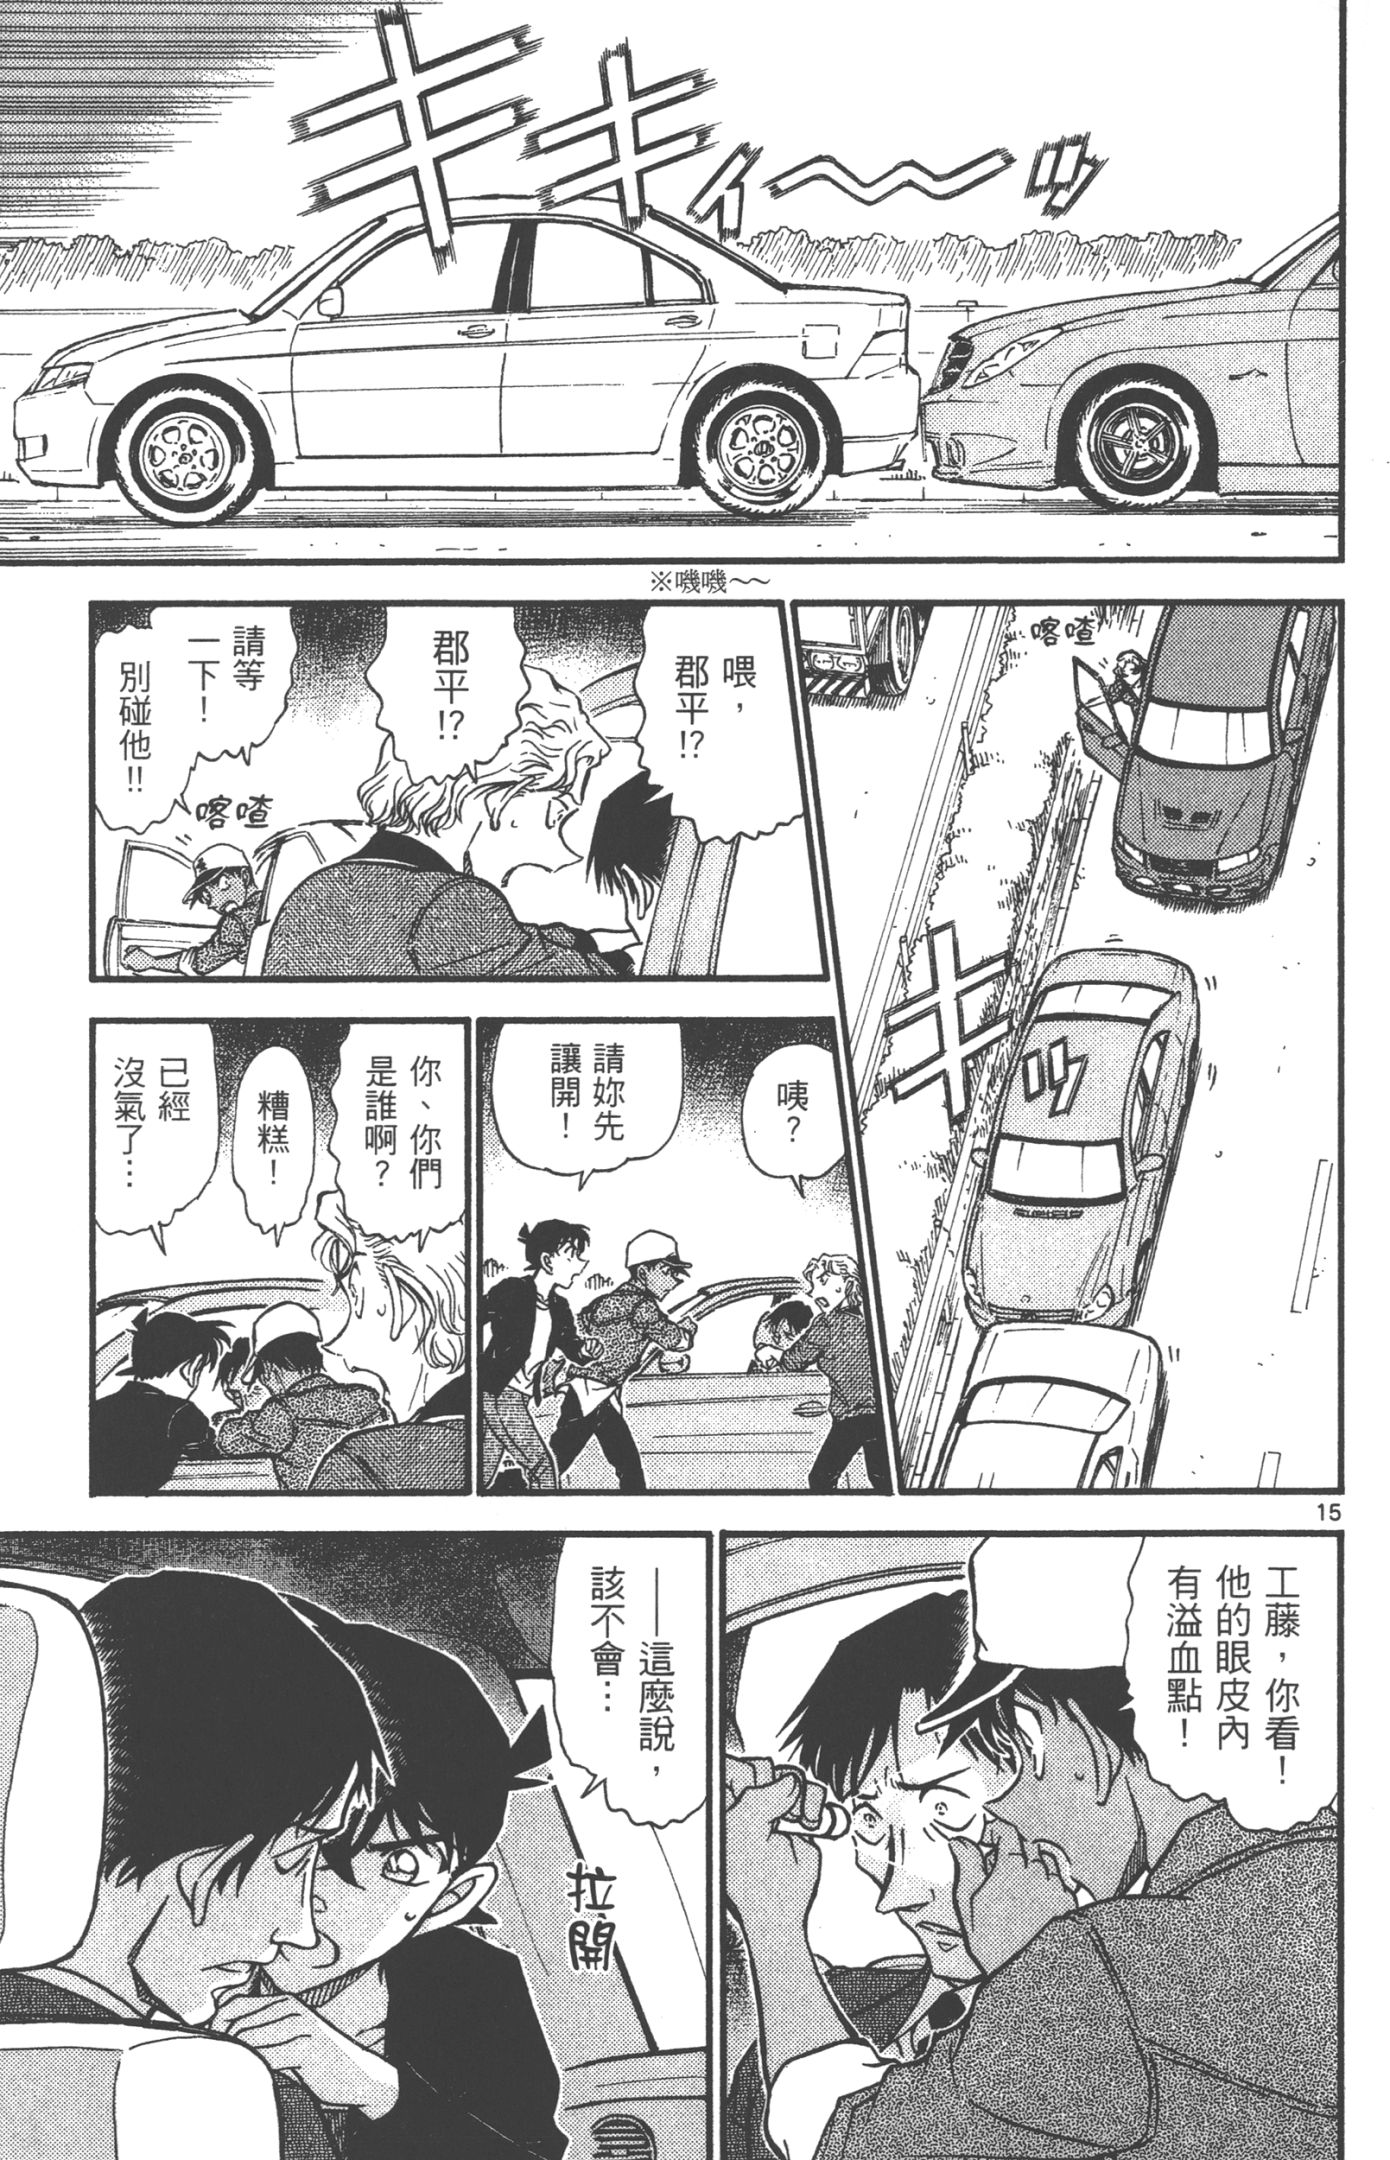 キキィ〜〜ッ
※嘰嘰~~
喀喳
キッ
喂，
郡平!?
郡平!?
請等
一下！
別碰他!!
喀喳
咦？
請妳先
讓開！
你、你們
是誰啊？
糟糕！
已經
沒氣了…
15
工藤，你看！
他的眼皮內
有溢血點！
——這麼說，
該不會…
拉開